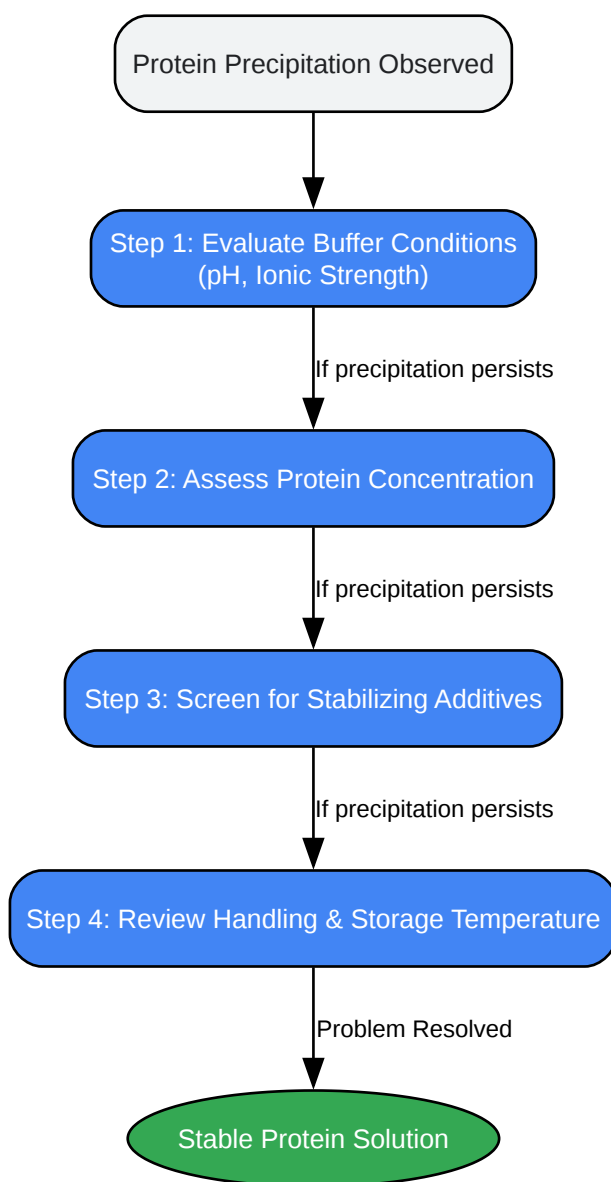 Protein Precipitation Observed
Step 1: Evaluate Buffer Conditions
(pH, Ionic Strength)
If precipitation persists
Step 2: Assess Protein Concentration
If precipitation persists
Step 3: Screen for Stabilizing Additives
If precipitation persists
Step 4: Review Handling & Storage Temperature
Problem Resolved
Stable Protein Solution